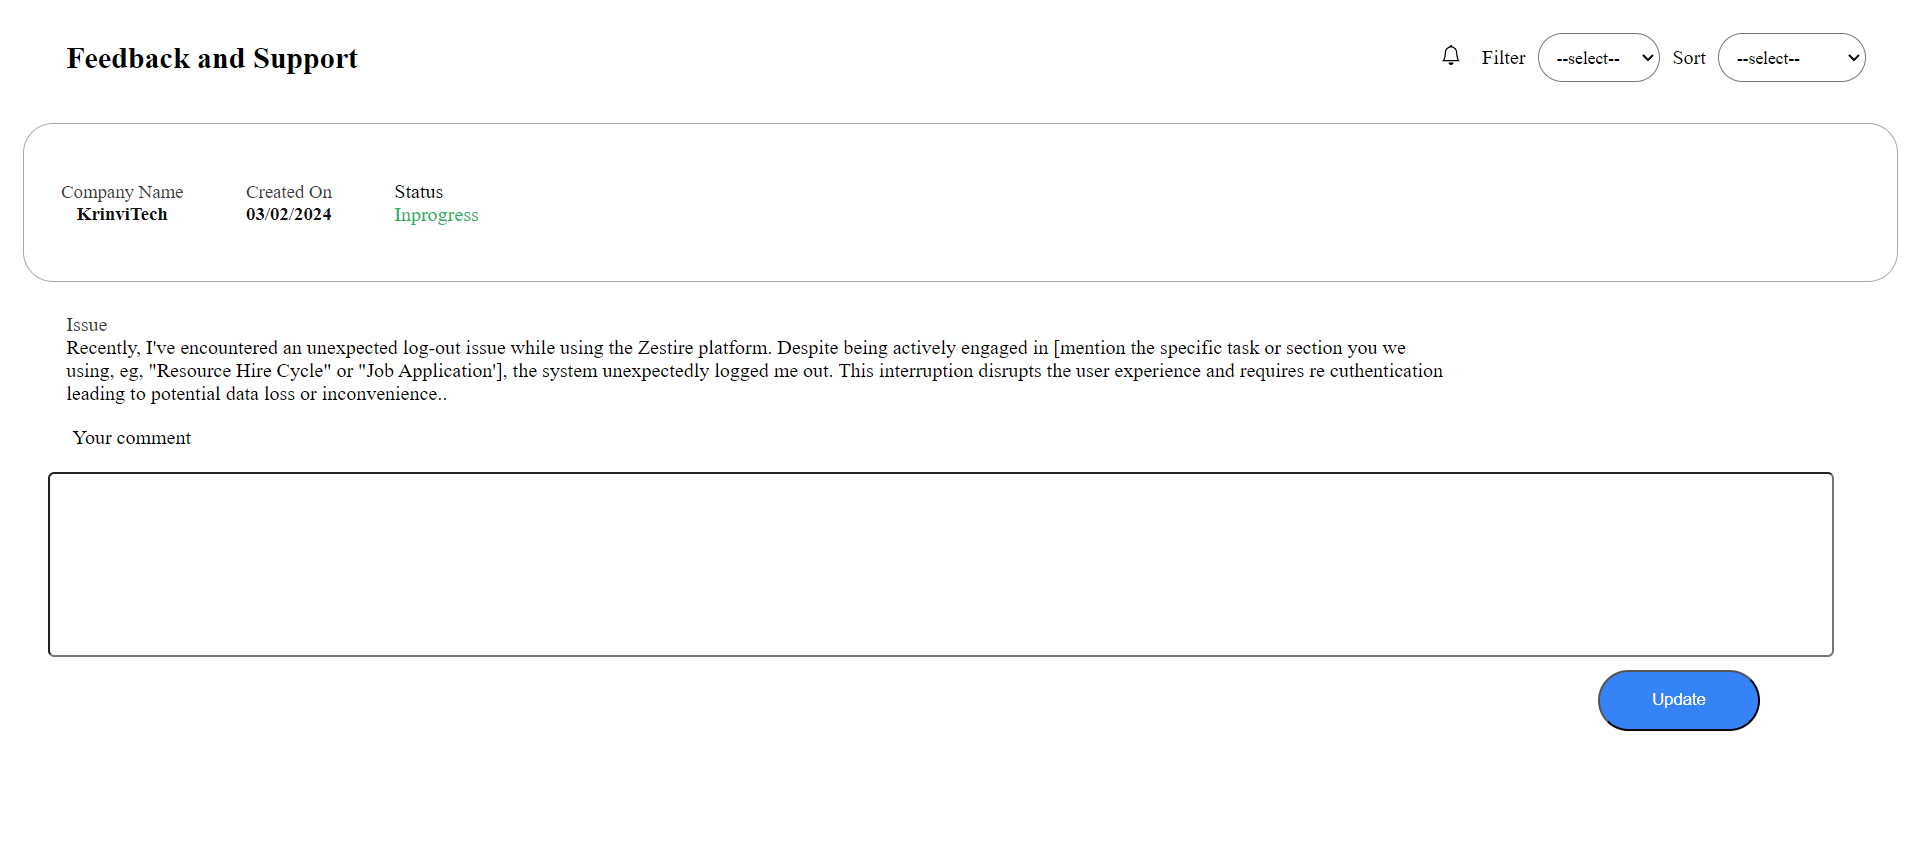 Feedback and Support
Filter
--select--
Sort
--select--
Company Name
KrinviTech
Created On
03/02/2024
Status
Inprogress
Issue
Recently, I've encountered an unexpected log-out issue while using the Zestire platform. Despite being actively engaged in [mention the specific task or section you we
using, eg, "Resource Hire Cycle" or "Job Application'], the system unexpectedly logged me out. This interruption disrupts the user experience and requires re cuthentication
leading to potential data loss or inconvenience..
Your comment
Update